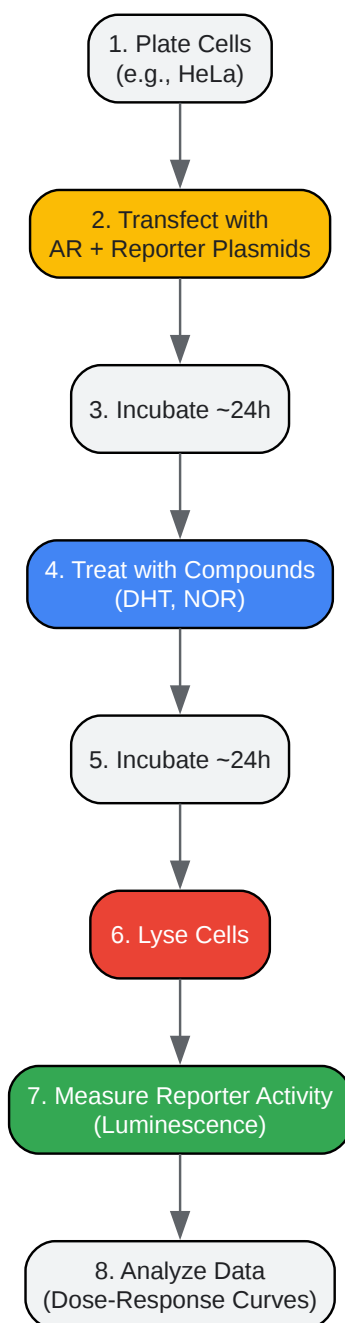 1. Plate Cells
(e.g., HeLa)
2. Transfect with
AR + Reporter Plasmids
3. Incubate ~24h
4. Treat with Compounds
(DHT, NOR)
5. Incubate ~24h
6. Lyse Cells
7. Measure Reporter Activity
(Luminescence)
8. Analyze Data
(Dose-Response Curves)